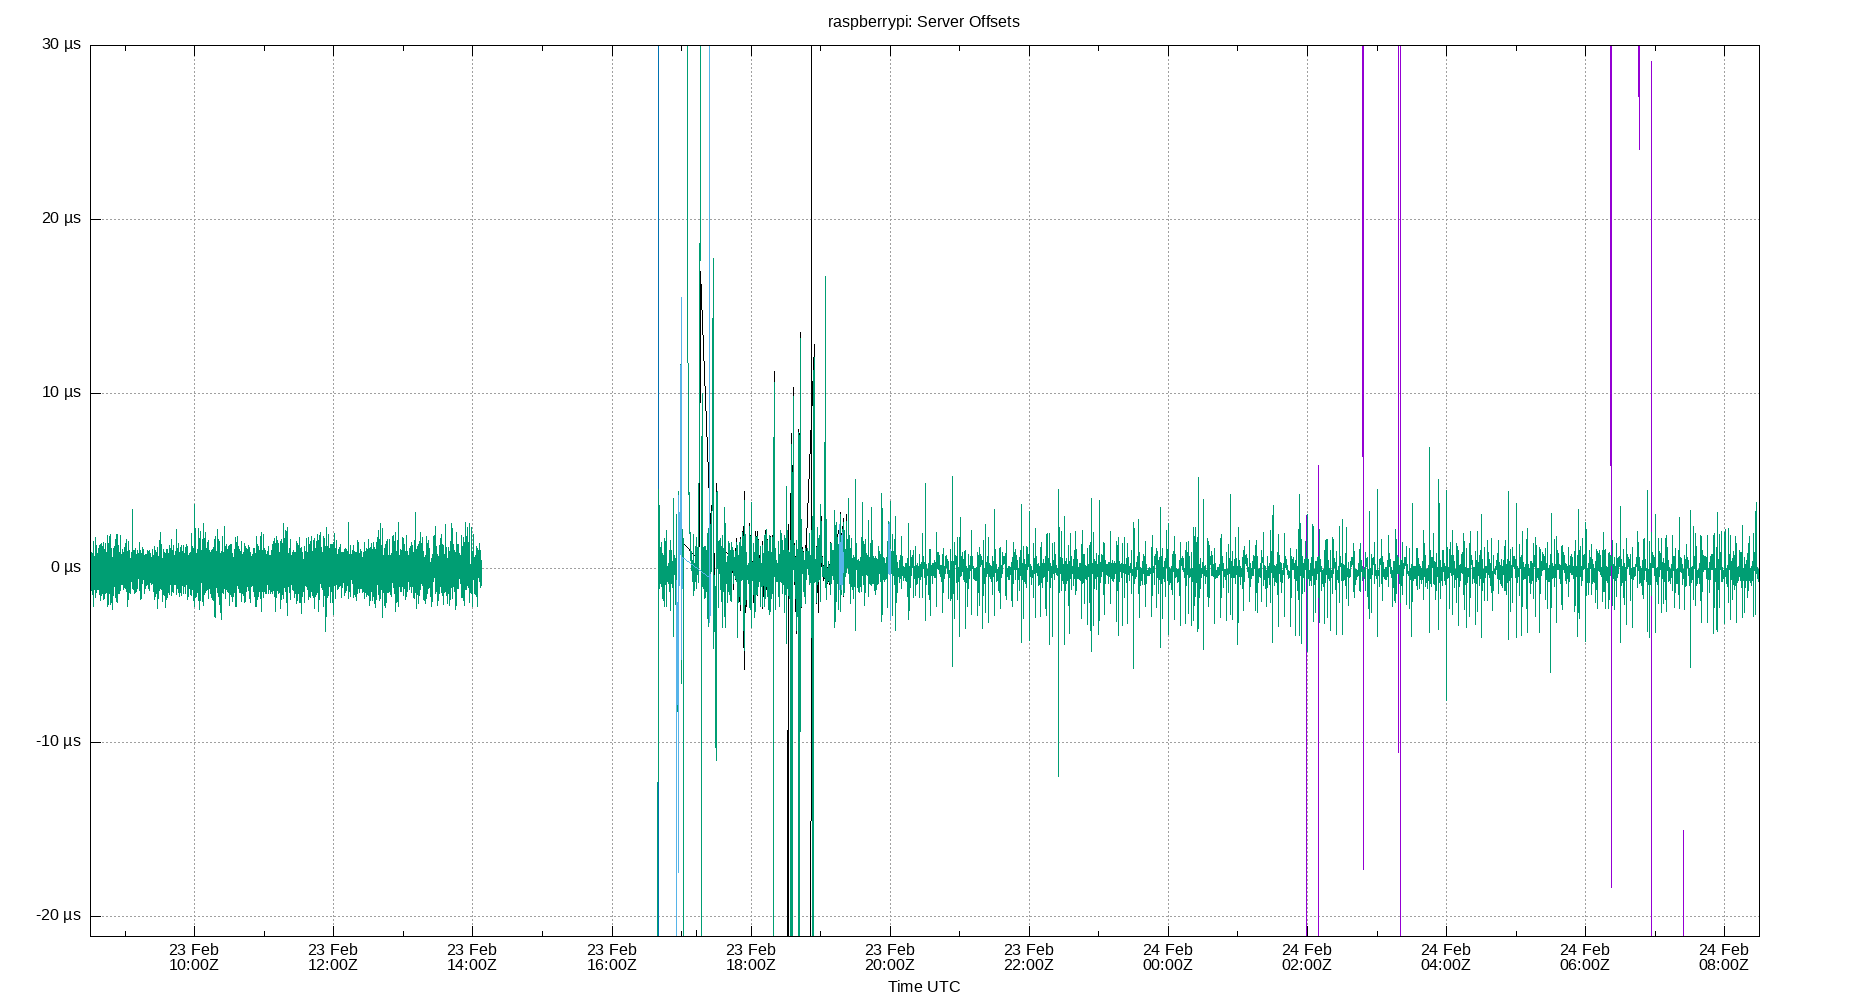 raspberrypi: Server Offsets
30 µs
20 µs
10 µs
0 µs
-10 µs
-20 µs
23 Feb 23 Feb 23 Feb 23 Feb 23 Feb 23 Feb 23 Feb 24 Feb 24 Feb 24 Feb 24 Feb 24 Feb
10:00Z 12:00Z 14:00Z 16:00Z 18:00Z 20:00Z 22:00Z 00:00Z 02:00Z 04:00Z 06:00Z 08:00Z
Time UTC